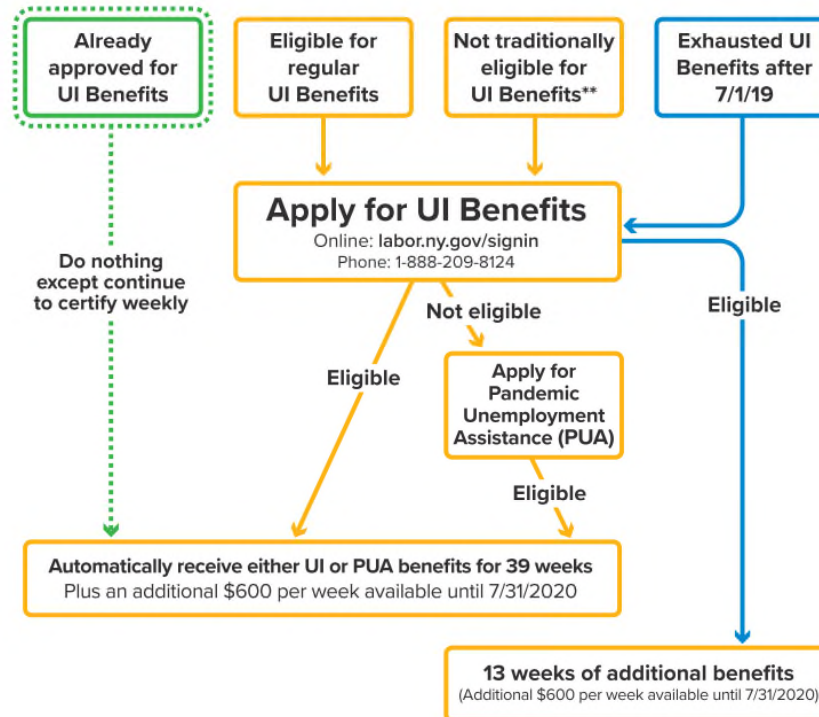 Already
approved for
UI Benefits
Eligible for
regular
UI Benefits
Not traditionally
eligible for
UI Benefits**
Exhausted UI
Benefits after
7/1/19
Apply for UI Benefits
Online: labor.ny.gov/signin
Phone: 1-888-209-8124
Do nothing
except continue
to certify weekly
Not eligible
Eligible
Eligible
Apply for
Pandemic
Unemployment
Assistance (PUA)
Eligible
Automatically receive either UI or PUA benefits for 39 weeks
Plus an additional $600 per week available until 7/31/2020
13 weeks of additional benefits
(Additional $600 per week available until 7/31/2020)